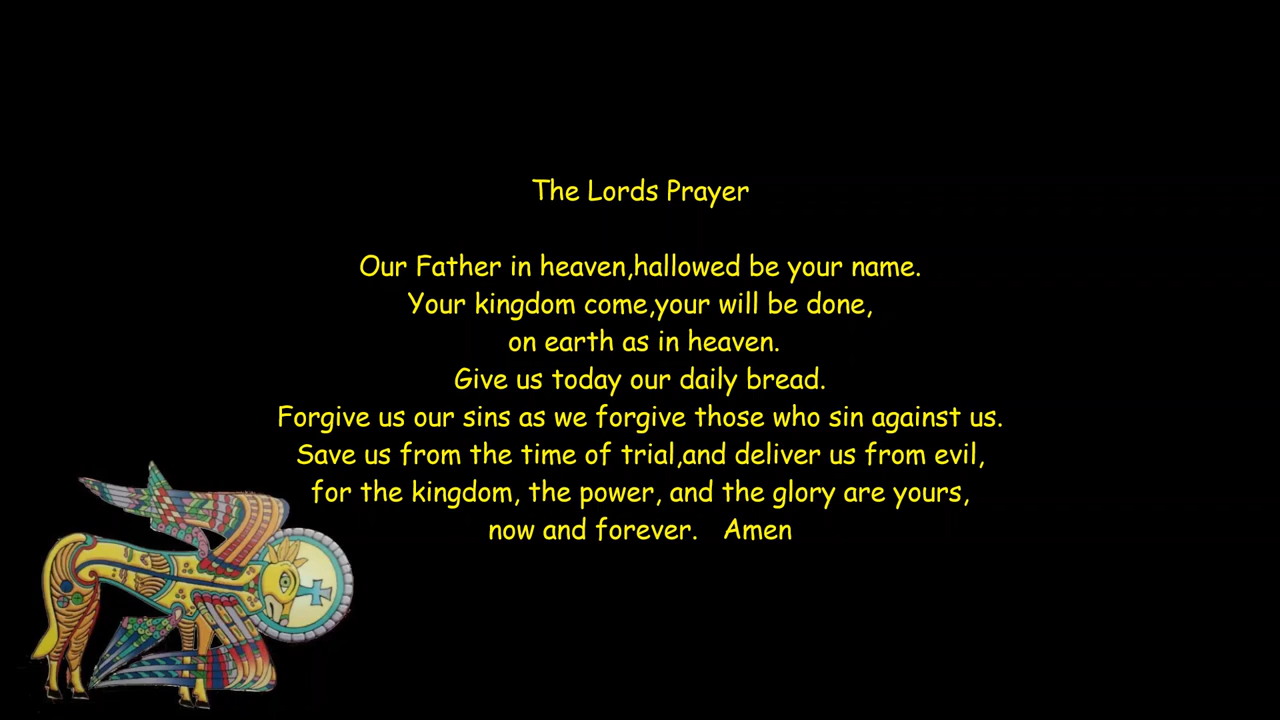 The Lords Prayer
Our Father in heaven,hallowed be your name.
Your kingdom come,your will be done,
on earth as in heaven.
Give us today our daily bread.
Forgive us our sins as we forgive those who sin against us.
Save us from the time of trial,and deliver us from evil,
for the kingdom, the power, and the glory are yours,
now and forever.   Amen